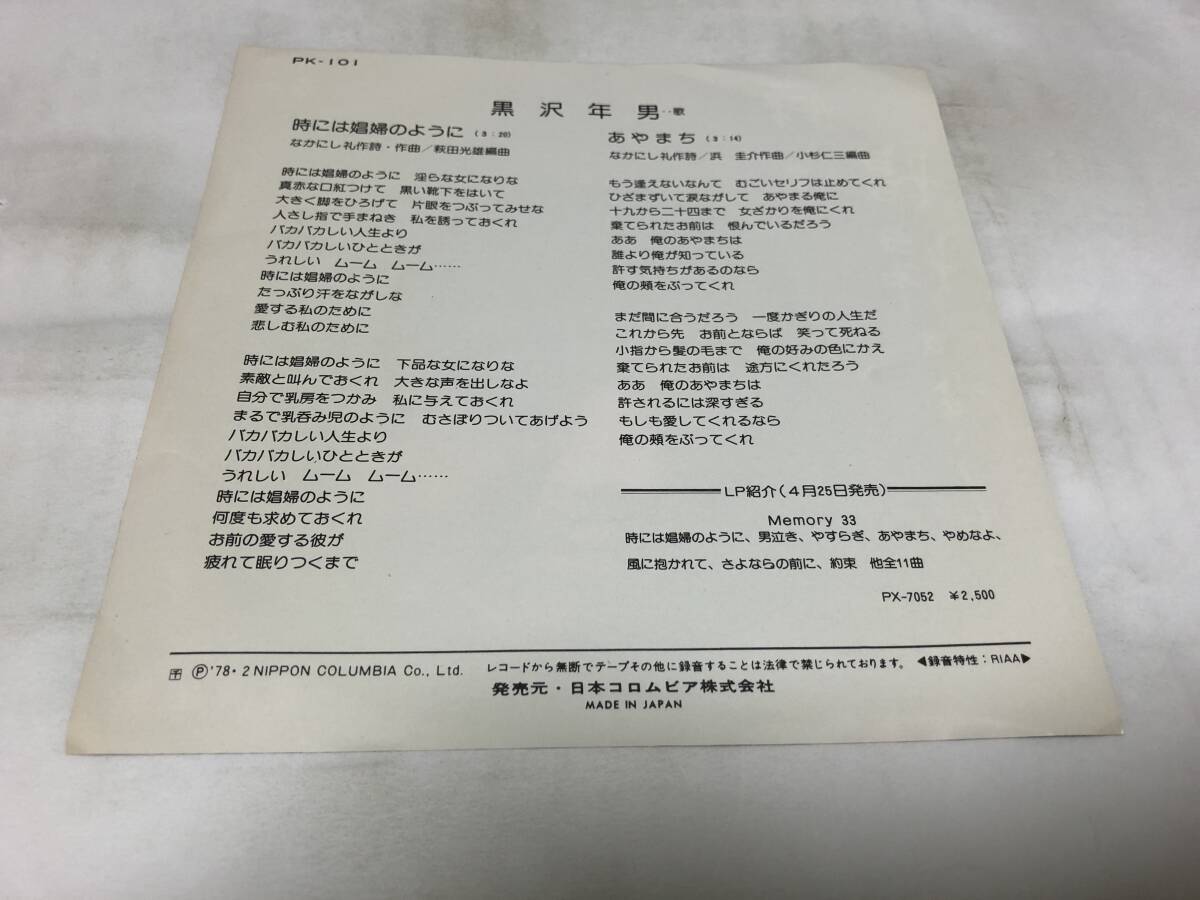 PK-101
黒沢年男‥歌
時には娼婦のように (3:20)
なかにし礼作詩・作曲/萩田光雄編曲
時には娼婦のように 淫らな女になりな
真赤な口紅つけて 黒い靴下をはいて
大きく脚をひろげて 片眼をつぶってみせな
人さし指で手まねき 私を誘っておくれ
バカバカしい人生より
バカバカしいひとときが
うれしい ムーム ムーム……
時には娼婦のように
たっぷり汗をながしな
愛する私のために
悲しむ私のために
時には娼婦のように 下品な女になりな
素敵と叫んでおくれ 大きな声を出しなよ
自分で乳房をつかみ 私に与えておくれ
まるで乳呑み児のように むさぼりついてあげよう
バカバカしい人生より
バカバカしいひとときが
うれしい ムーム ムーム……
時には娼婦のように
何度も求めておくれ
お前の愛する彼が
疲れて眠りつくまで
あやまち (3:14)
なかにし礼作詩/浜 圭介作曲/小杉仁三編曲
もう逢えないなんて むごいセリフは止めてくれ
ひざまずいて涙ながして あやまる俺に
十九から二十四まで 女ざかりを俺にくれ
棄てられたお前は 恨んでいるだろう
ああ 俺のあやまちは
誰より俺が知っている
許す気持ちがあるのなら
俺の頬をぶってくれ
まだ間に合うだろう 一度かぎりの人生だ
これから先 お前とならば 笑って死ねる
小指から髪の毛まで 俺の好みの色にかえ
棄てられたお前は 途方にくれたろう
ああ 俺のあやまちは
許されるには深すぎる
もしも愛してくれるなら
俺の頬をぶってくれ
LP紹介(4月25日発売)
Memory 33
時には娼婦のように、男泣き、やすらぎ、あやまち、やめなよ、
風に抱かれて、さよならの前に、約束 他全11曲
PX-7052 ¥2,500
Ⓟ'78・2 NIPPON COLUMBIA Co., Ltd. レコードから無断でテープその他に録音することは法律で禁じられております。 ◀録音特性:RIAA▶
発売元・日本コロムビア株式会社
MADE IN JAPAN